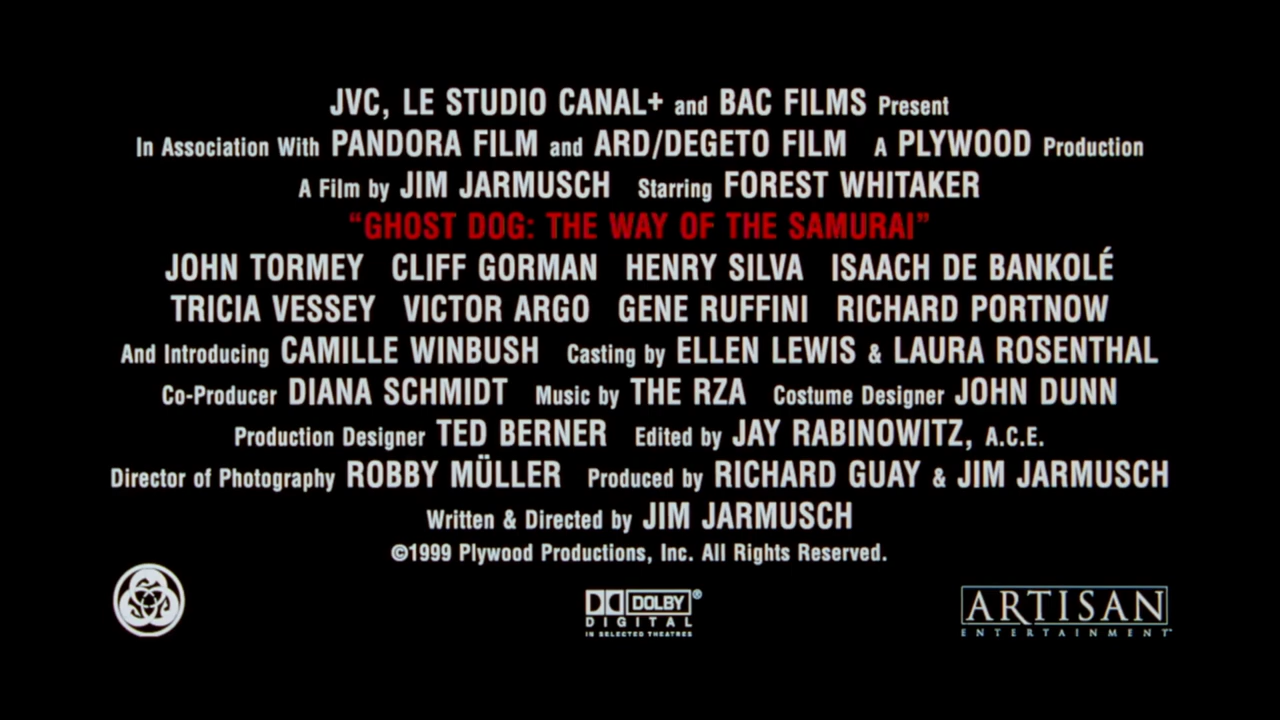 JVC, LE STUDIO CANAL+ and BAC FILMS Present
In Association With PANDORA FILM and ARD/DEGETO FILM A PLYWOOD Production
A Film by JIM JARMUSCH Starring FOREST WHITAKER
“GHOST DOG: THE WAY OF THE SAMURAI”
JOHN TORMEY CLIFF GORMAN HENRY SILVA ISAACH DE BANKOLÉ
TRICIA VESSEY VICTOR ARGO GENE RUFFINI RICHARD PORTNOW
And Introducing CAMILLE WINBUSH Casting by ELLEN LEWIS & LAURA ROSENTHAL
Co-Producer DIANA SCHMIDT Music by THE RZA Costume Designer JOHN DUNN
Production Designer TED BERNER Edited by JAY RABINOWITZ, A.C.E.
Director of Photography ROBBY MÜLLER Produced by RICHARD GUAY & JIM JARMUSCH
Written & Directed by JIM JARMUSCH
©1999 Plywood Productions, Inc. All Rights Reserved.
DOLBY®
DIGITAL
IN SELECTED THEATRES
ARTISAN
ENTERTAINMENT™